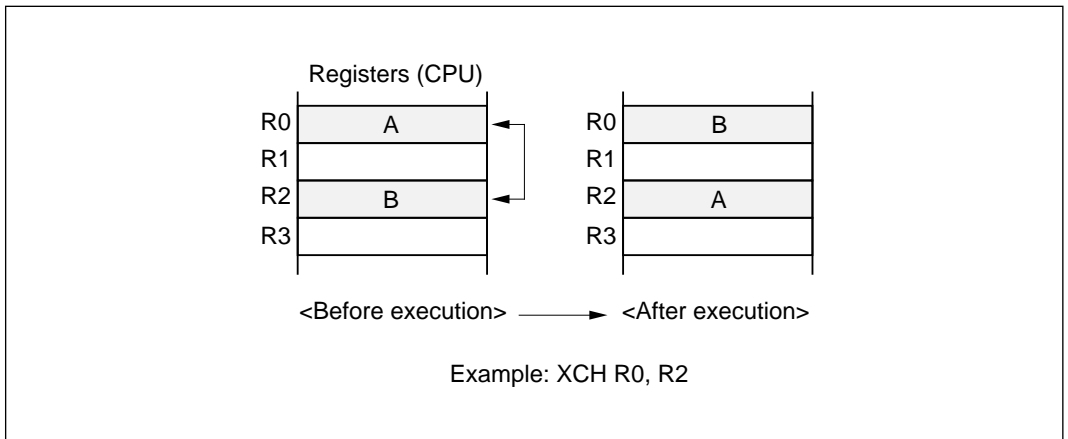 Registers (CPU)
R0 A R0 B
R1 R1
R2 B R2 A
R3 R3
<Before execution> <After execution>
Example: XCH R0, R2